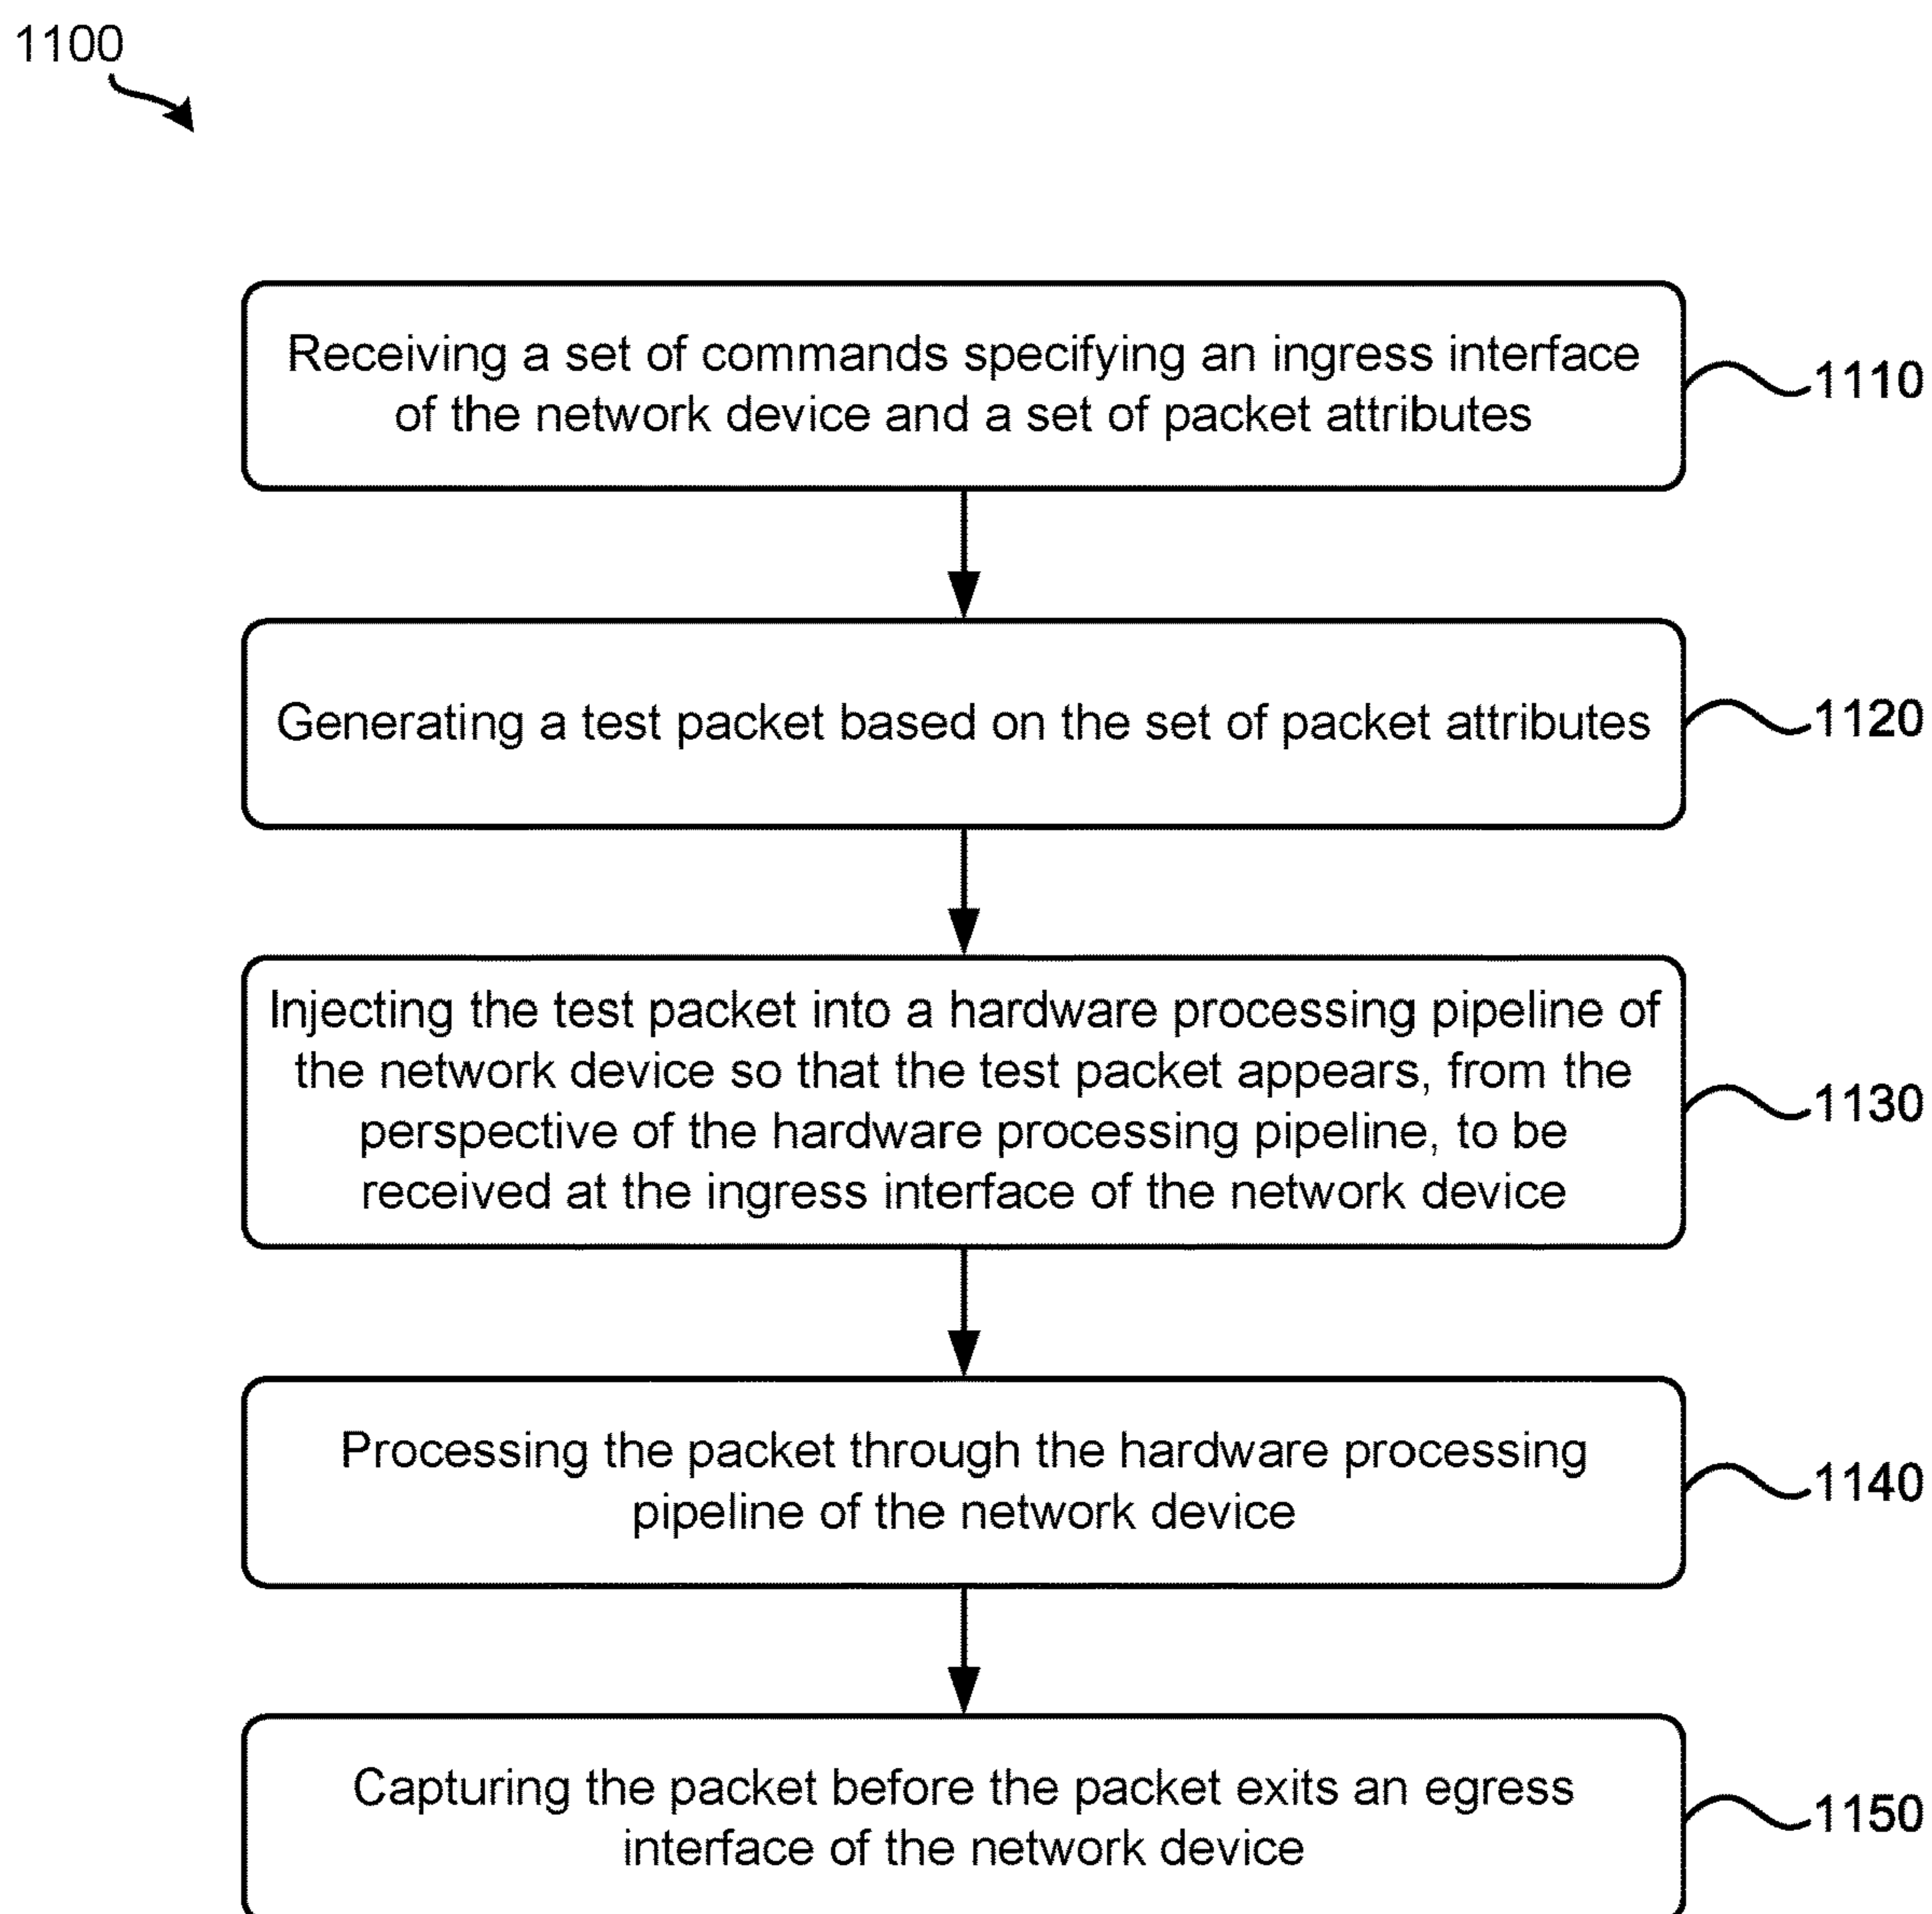 1100
Receiving a set of commands specifying an ingress interface
of the network device and a set of packet attributes
1110
Generating a test packet based on the set of packet attributes
1120
Injecting the test packet into a hardware processing pipeline of
the network device so that the test packet appears, from the
perspective of the hardware processing pipeline, to be
received at the ingress interface of the network device
1130
Processing the packet through the hardware processing
pipeline of the network device
1140
Capturing the packet before the packet exits an egress
interface of the network device
1150